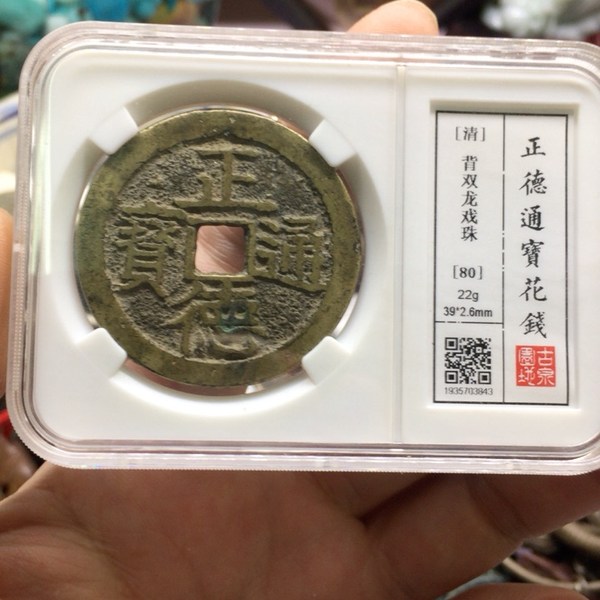 正德通寶
正德通寶花錢
[清] 背双龙戏珠 [80]
22g
39*2.6mm
1935703843
古泉園地